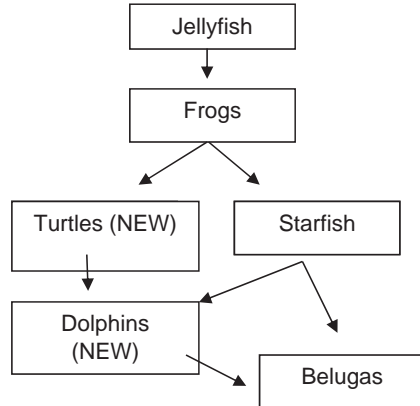 Jellyfish
Frogs
Turtles (NEW)
Starfish
Dolphins
(NEW)
Belugas